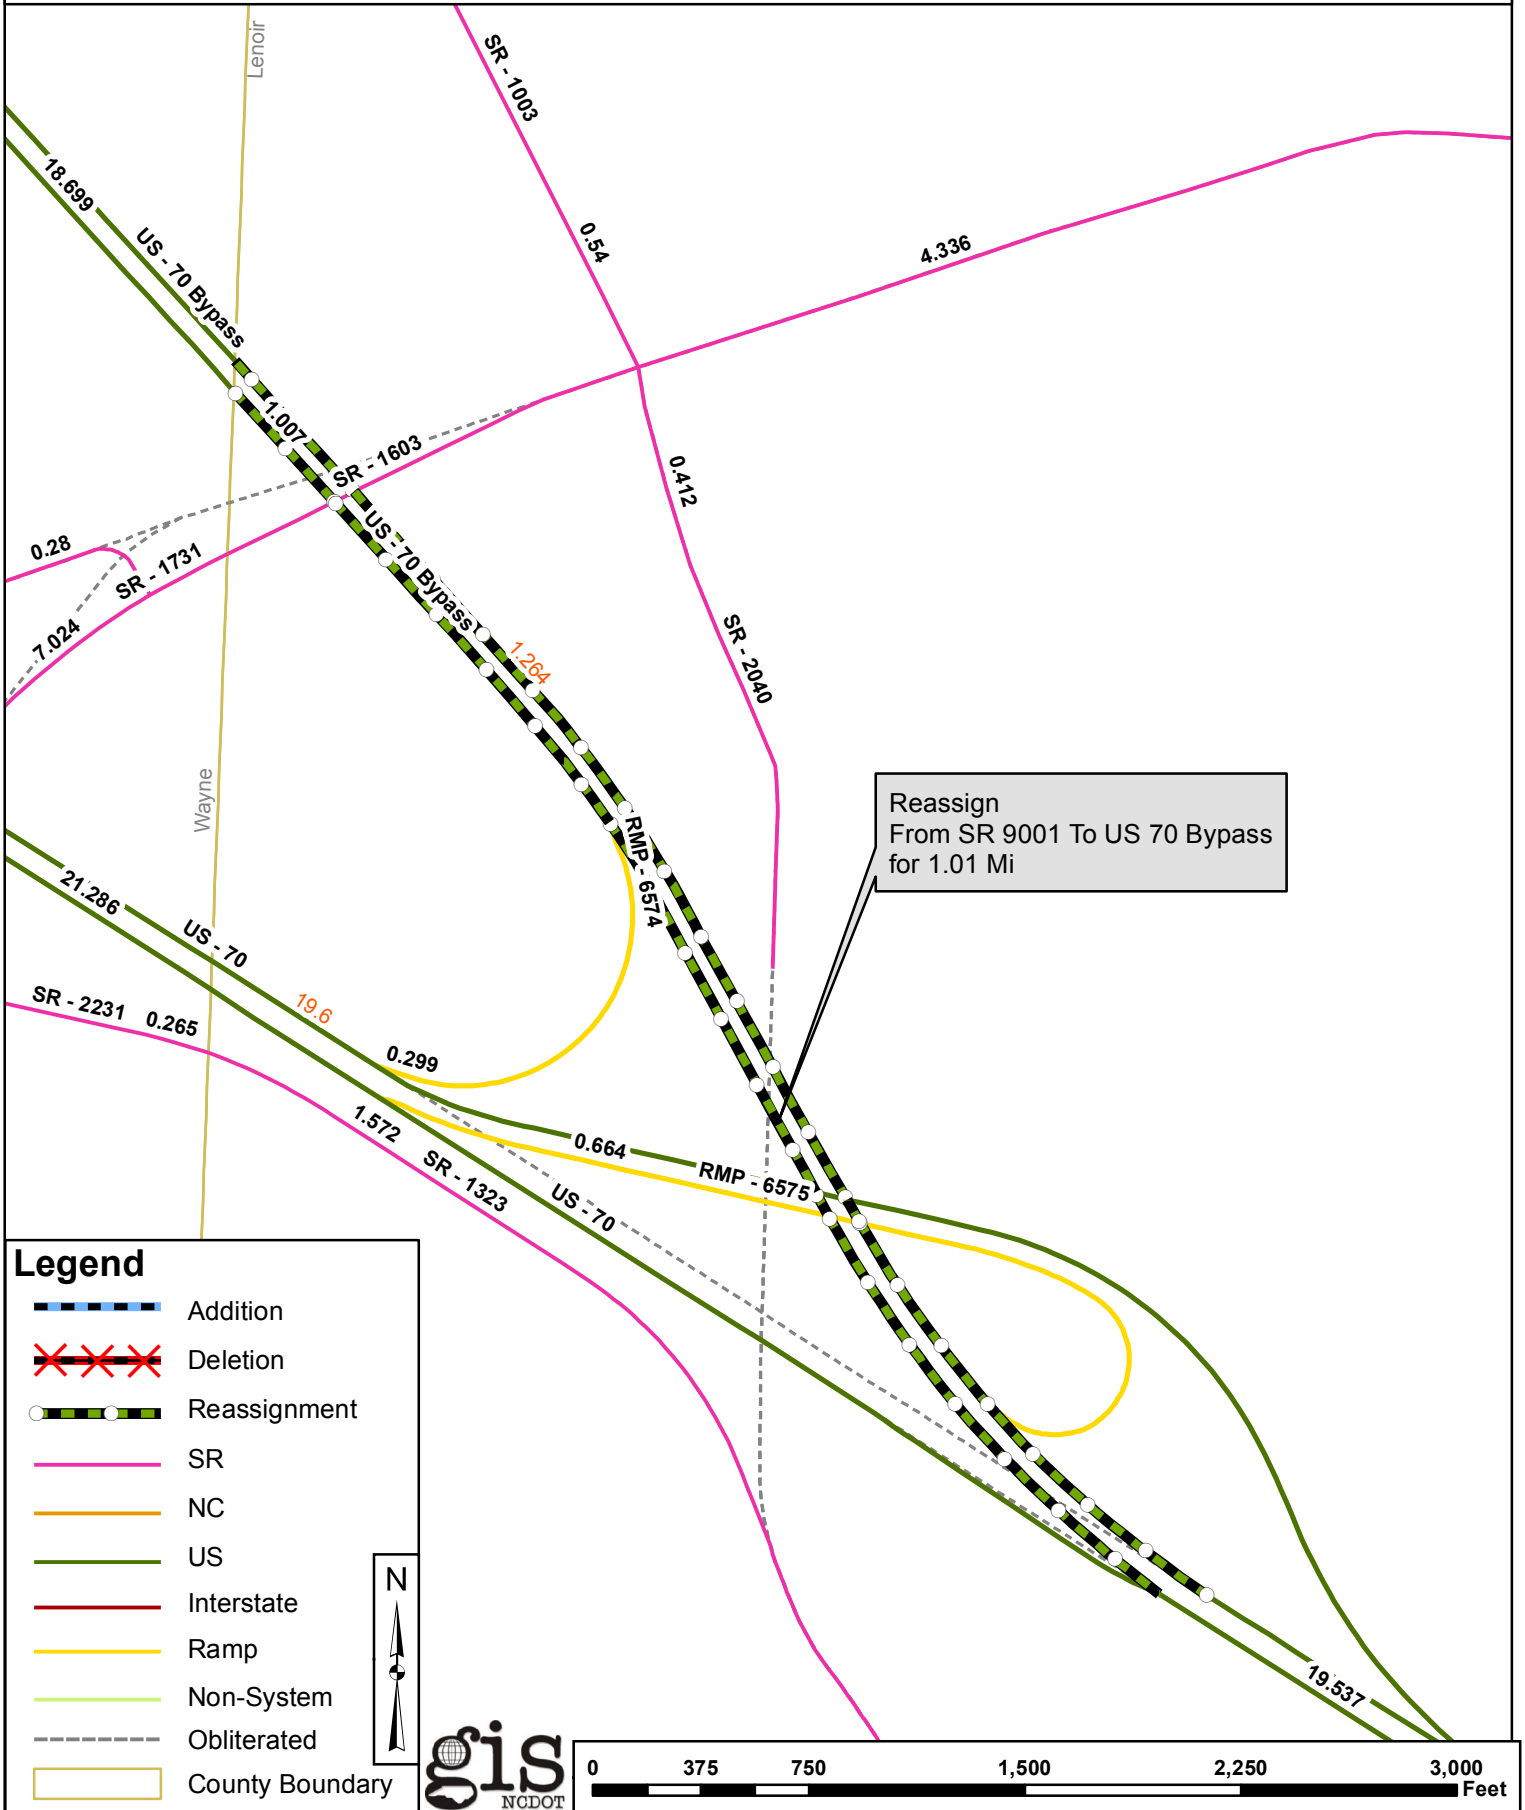 Lenoir
SR - 1003
18.699
US - 70 Bypass
0.54
4.336
1.007
SR - 1603
0.412
US - 70 Bypass
0.28
SR - 1731
7.024
1.264
SR - 2040
Wayne
Reassign
From SR 9001 To US 70 Bypass
for 1.01 Mi
RMP - 6574
21.286
US - 70
19.6
SR - 2231
0.265
0.299
1.572
0.664
SR - 1323
RMP - 6575
US - 70
19.537
Legend
Addition
Deletion
Reassignment
SR
NC
US
Interstate
Ramp
Non-System
Obliterated
County Boundary
N
gis
NCDOT
0 375 750 1,500 2,250 3,000
Feet